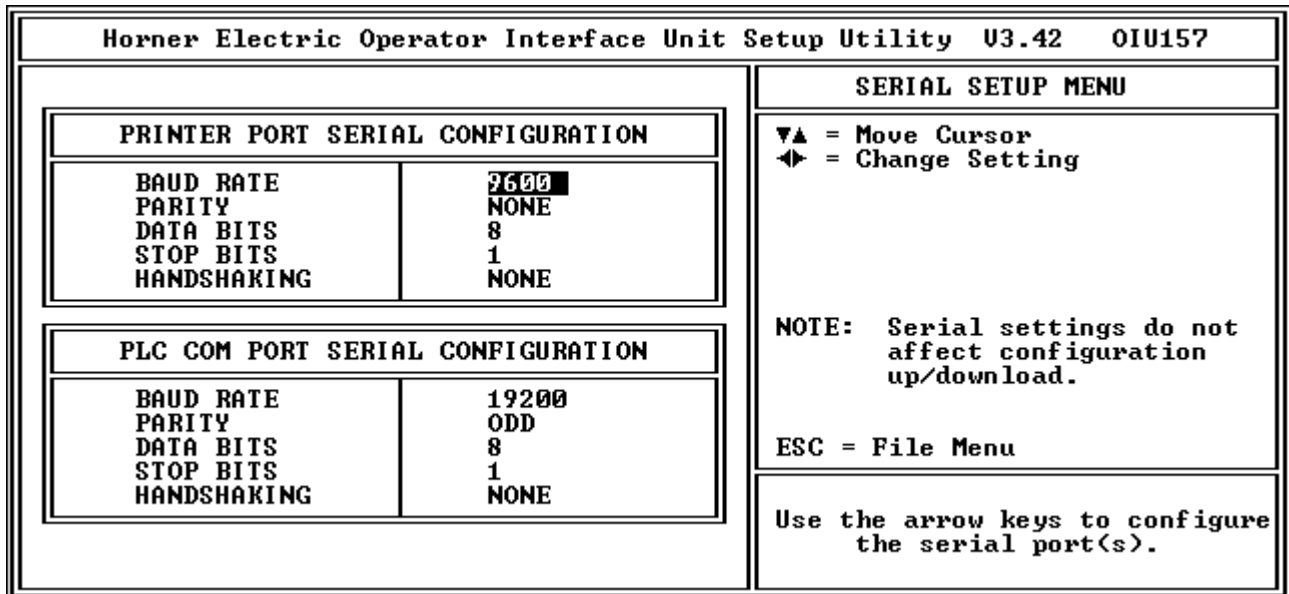 Horner Electric Operator Interface Unit Setup Utility V3.42 OIU157
SERIAL SETUP MENU
PRINTER PORT SERIAL CONFIGURATION
BAUD RATE 9600
PARITY NONE
DATA BITS 8
STOP BITS 1
HANDSHAKING NONE
PLC COM PORT SERIAL CONFIGURATION
BAUD RATE 19200
PARITY ODD
DATA BITS 8
STOP BITS 1
HANDSHAKING NONE
▼▲ = Move Cursor
◄► = Change Setting
NOTE: Serial settings do not
affect configuration
up/download.
ESC = File Menu
Use the arrow keys to configure
the serial port(s).